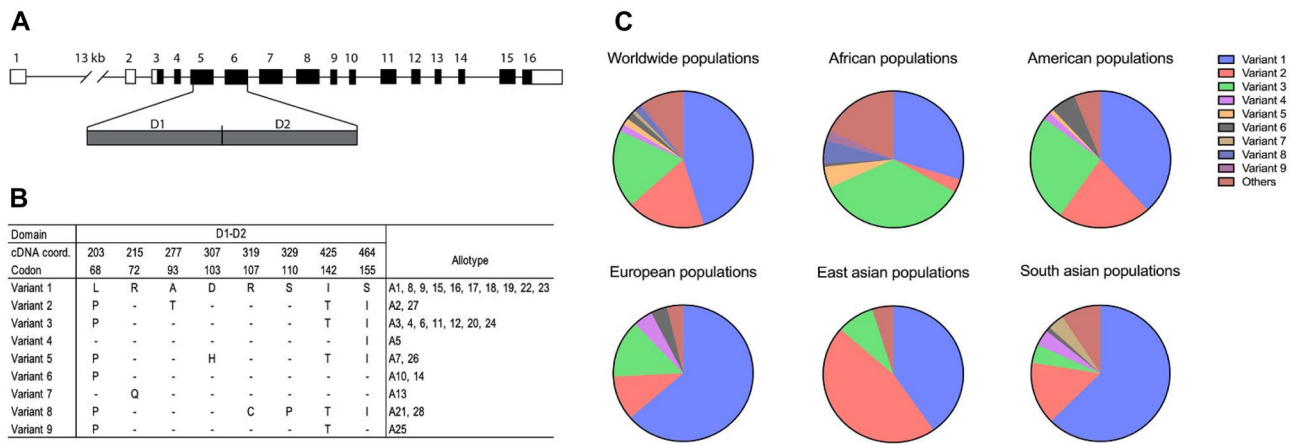 A
1 13 kb 2 3 4 5 6 7 8 9 10 11 12 13 14 15 16
D1 D2
B
Domain D1-D2 Allotype
cDNA coord. 203 215 277 307 319 329 425 464
Codon 68 72 93 103 107 110 142 155
Variant 1 L R A D R S I S A1, 8, 9, 15, 16, 17, 18, 19, 22, 23
Variant 2 P - T - - - T I A2, 27
Variant 3 P - - - - - T I A3, 4, 6, 11, 12, 20, 24
Variant 4 - - - - - - - I A5
Variant 5 P - - H - - T I A7, 26
Variant 6 P - - - - - - - A10, 14
Variant 7 - Q - - - - - - A13
Variant 8 P - - - C P T I A21, 28
Variant 9 P - - - - - T - A25
C
Worldwide populations
African populations
American populations
European populations
East asian populations
South asian populations
Variant 1
Variant 2
Variant 3
Variant 4
Variant 5
Variant 6
Variant 7
Variant 8
Variant 9
Others